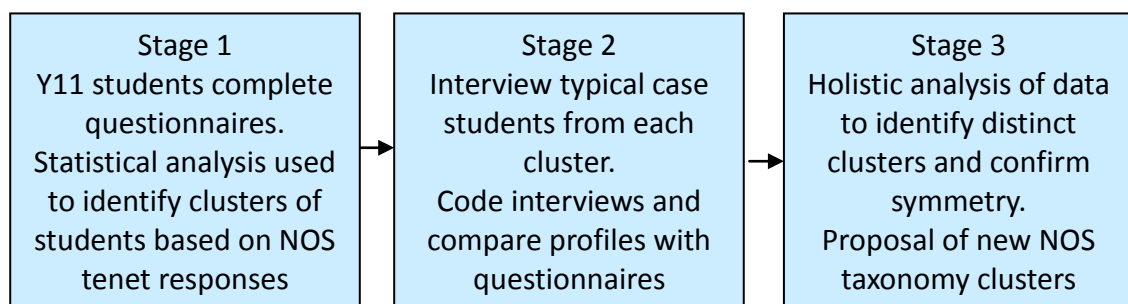 Stage 1
Y11 students complete
questionnaires.
Statistical analysis used
to identify clusters of
students based on NOS
tenet responses
Stage 2
Interview typical case
students from each
cluster.
Code interviews and
compare profiles with
questionnaires
Stage 3
Holistic analysis of data
to identify distinct
clusters and confirm
symmetry.
Proposal of new NOS
taxonomy clusters